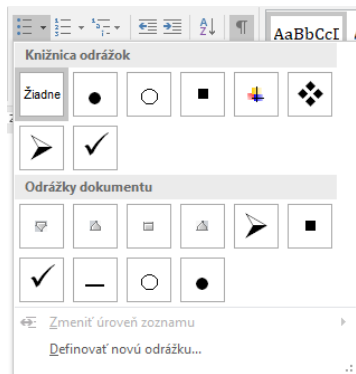 AaBbCcI
Knižnica odrážok
Žiadne
Odrážky dokumentu
Zmeniť úroveň zoznamu
Definovať novú odrážku...